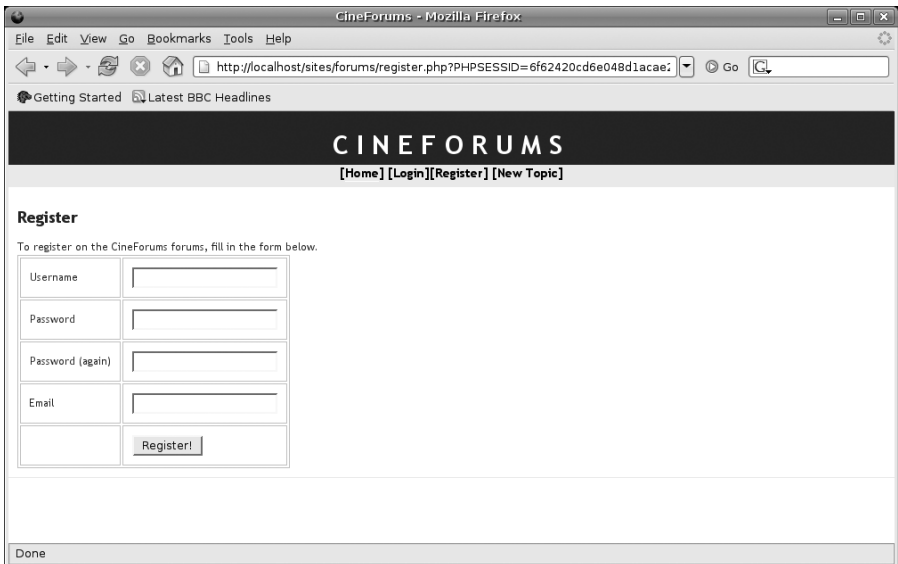 CineForums - Mozilla Firefox
File Edit View Go Bookmarks Tools Help
http://localhost/sites/forums/register.php?PHPSESSID=6f62420cd6e048d1acae2 Go G
Getting Started Latest BBC Headlines
CINEFORUMS
[Home] [Login][Register] [New Topic]
Register
To register on the CineForums forums, fill in the form below.
Username
Password
Password (again)
Email
Register!
Done